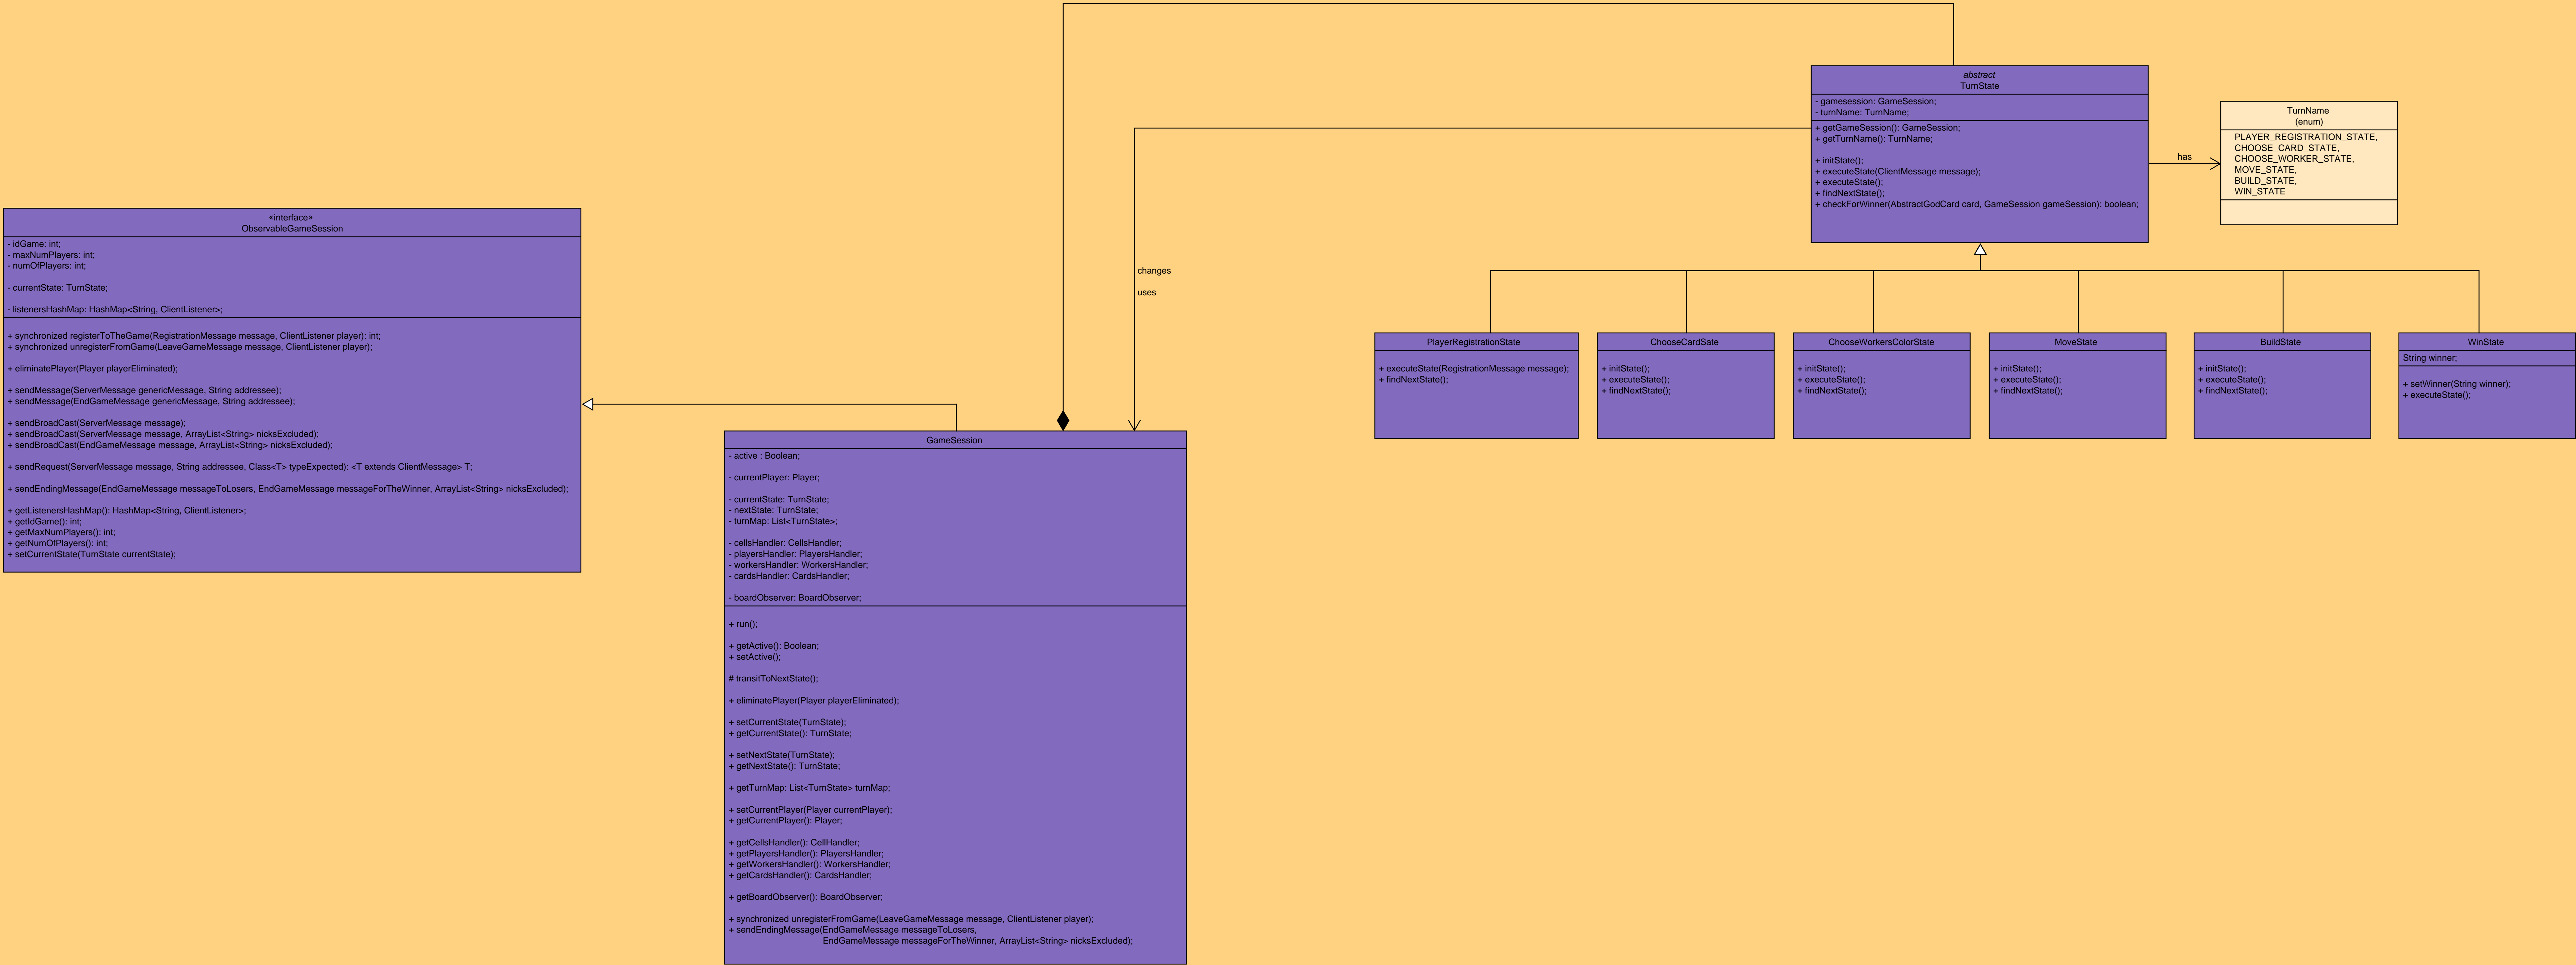 «interface»
ObservableGameSession
- idGame: int;
- maxNumPlayers: int;
- numOfPlayers: int;
- currentState: TurnState;
- listenersHashMap: HashMap<String, ClientListener>;
+ synchronized registerToTheGame(RegistrationMessage message, ClientListener player): int;
+ synchronized unregisterFromGame(LeaveGameMessage message, ClientListener player);
+ eliminatePlayer(Player playerEliminated);
+ sendMessage(ServerMessage genericMessage, String addressee);
+ sendMessage(EndGameMessage genericMessage, String addressee);
+ sendBroadCast(ServerMessage message);
+ sendBroadCast(ServerMessage message, ArrayList<String> nicksExcluded);
+ sendBroadCast(EndGameMessage message, ArrayList<String> nicksExcluded);
+ sendRequest(ServerMessage message, String addressee, Class<T> typeExpected): <T extends ClientMessage> T;
+ sendEndingMessage(EndGameMessage messageToLosers, EndGameMessage messageForTheWinner, ArrayList<String> nicksExcluded);
+ getListenersHashMap(): HashMap<String, ClientListener>;
+ getIdGame(): int;
+ getMaxNumPlayers(): int;
+ getNumOfPlayers(): int;
+ setCurrentState(TurnState currentState);
GameSession
- active : Boolean;
- currentPlayer: Player;
- currentState: TurnState;
- nextState: TurnState;
- turnMap: List<TurnState>;
- cellsHandler: CellsHandler;
- playersHandler: PlayersHandler;
- workersHandler: WorkersHandler;
- cardsHandler: CardsHandler;
- boardObserver: BoardObserver;
+ run();
+ getActive(): Boolean;
+ setActive();
# transitToNextState();
+ eliminatePlayer(Player playerEliminated);
+ setCurrentState(TurnState);
+ getCurrentState(): TurnState;
+ setNextState(TurnState);
+ getNextState(): TurnState;
+ getTurnMap: List<TurnState> turnMap;
+ setCurrentPlayer(Player currentPlayer);
+ getCurrentPlayer(): Player;
+ getCellsHandler(): CellHandler;
+ getPlayersHandler(): PlayersHandler;
+ getWorkersHandler(): WorkersHandler;
+ getCardsHandler(): CardsHandler;
+ getBoardObserver(): BoardObserver;
+ synchronized unregisterFromGame(LeaveGameMessage message, ClientListener player);
+ sendEndingMessage(EndGameMessage messageToLosers,
EndGameMessage messageForTheWinner, ArrayList<String> nicksExcluded);
changes
uses
abstract
TurnState
- gamesession: GameSession;
- turnName: TurnName;
+ getGameSession(): GameSession;
+ getTurnName(): TurnName;
+ initState();
+ executeState(ClientMessage message);
+ executeState();
+ findNextState();
+ checkForWinner(AbstractGodCard card, GameSession gameSession): boolean;
has
TurnName
(enum)
PLAYER_REGISTRATION_STATE,
CHOOSE_CARD_STATE,
CHOOSE_WORKER_STATE,
MOVE_STATE,
BUILD_STATE,
WIN_STATE
PlayerRegistrationState
+ executeState(RegistrationMessage message);
+ findNextState();
ChooseCardSate
+ initState();
+ executeState();
+ findNextState();
ChooseWorkersColorState
+ initState();
+ executeState();
+ findNextState();
MoveState
+ initState();
+ executeState();
+ findNextState();
BuildState
+ initState();
+ executeState();
+ findNextState();
WinState
String winner;
+ setWinner(String winner);
+ executeState();